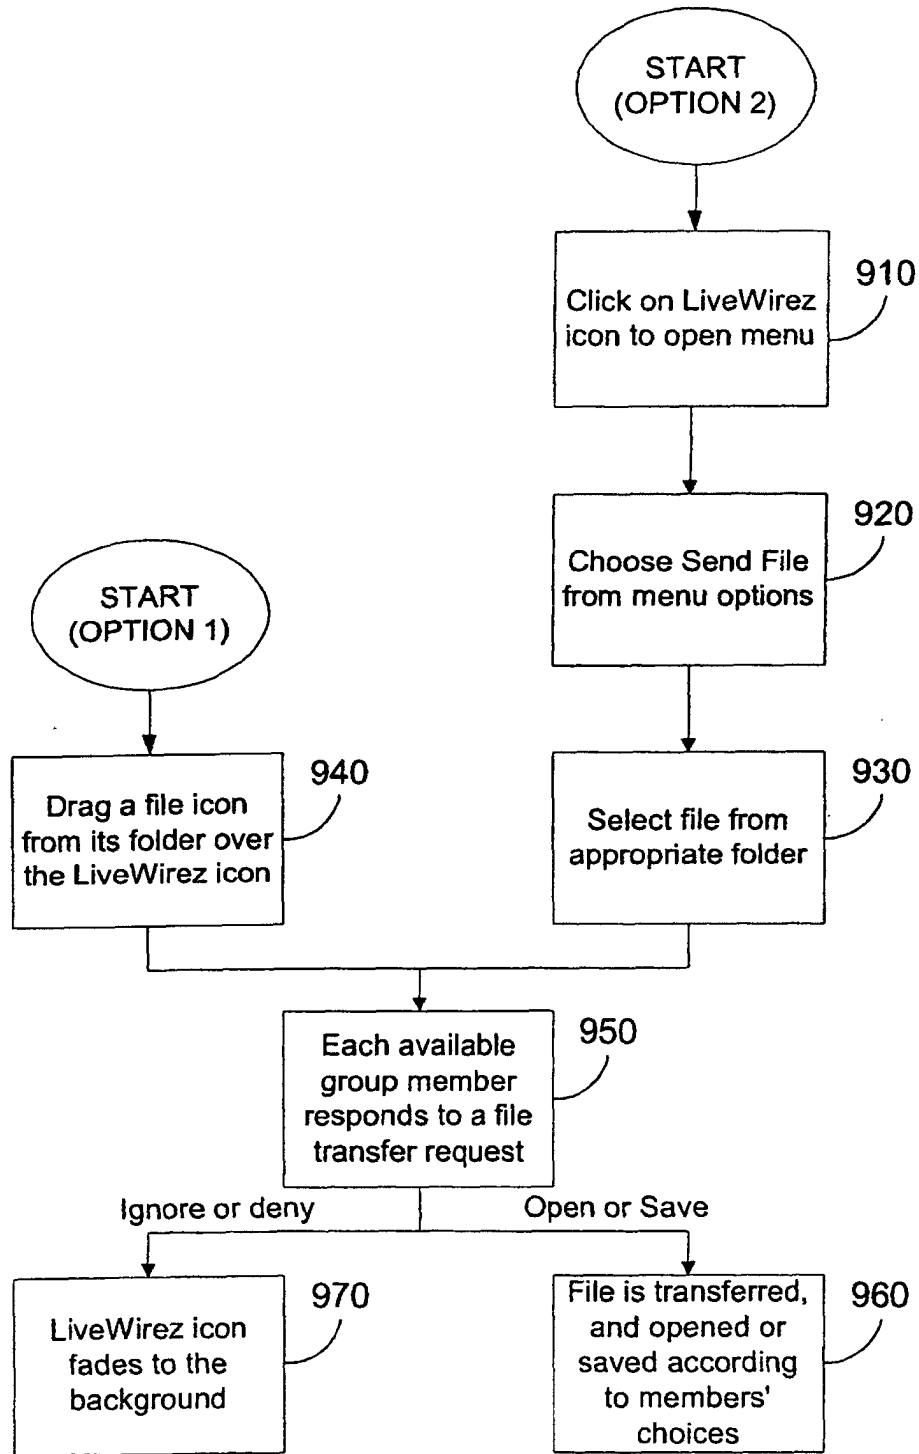 START
(OPTION 2)
Click on LiveWirez
icon to open menu
910
Choose Send File
from menu options
920
START
(OPTION 1)
Drag a file icon
from its folder over
the LiveWirez icon
940
Select file from
appropriate folder
930
Each available
group member
responds to a file
transfer request
950
Ignore or deny
Open or Save
LiveWirez icon
fades to the
background
970
File is transferred,
and opened or
saved according
to members'
choices
960